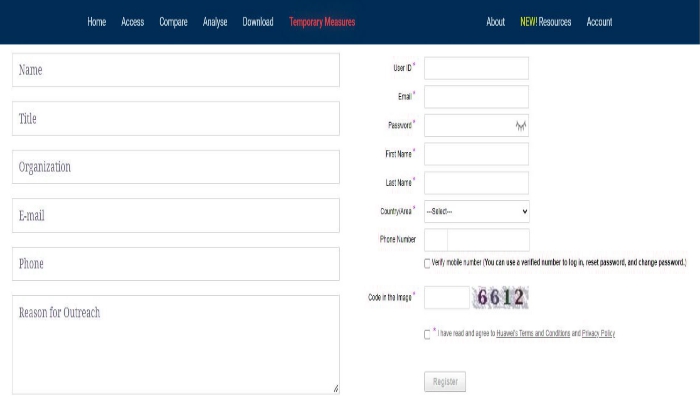 Home Access Compare Analyse Download Temporary Measures About NEW! Resources Account
Name
Title
Organization
E-mail
Phone
Reason for Outreach
User ID *
Email *
Password *
First Name *
Last Name *
Country/Area * ---Select---
Phone Number
Verify mobile number (You can use a verified number to log in, reset password, and change password.)
Code in the Image * 6612
* I have read and agree to Huawei's Terms and Conditions and Privacy Policy
Register